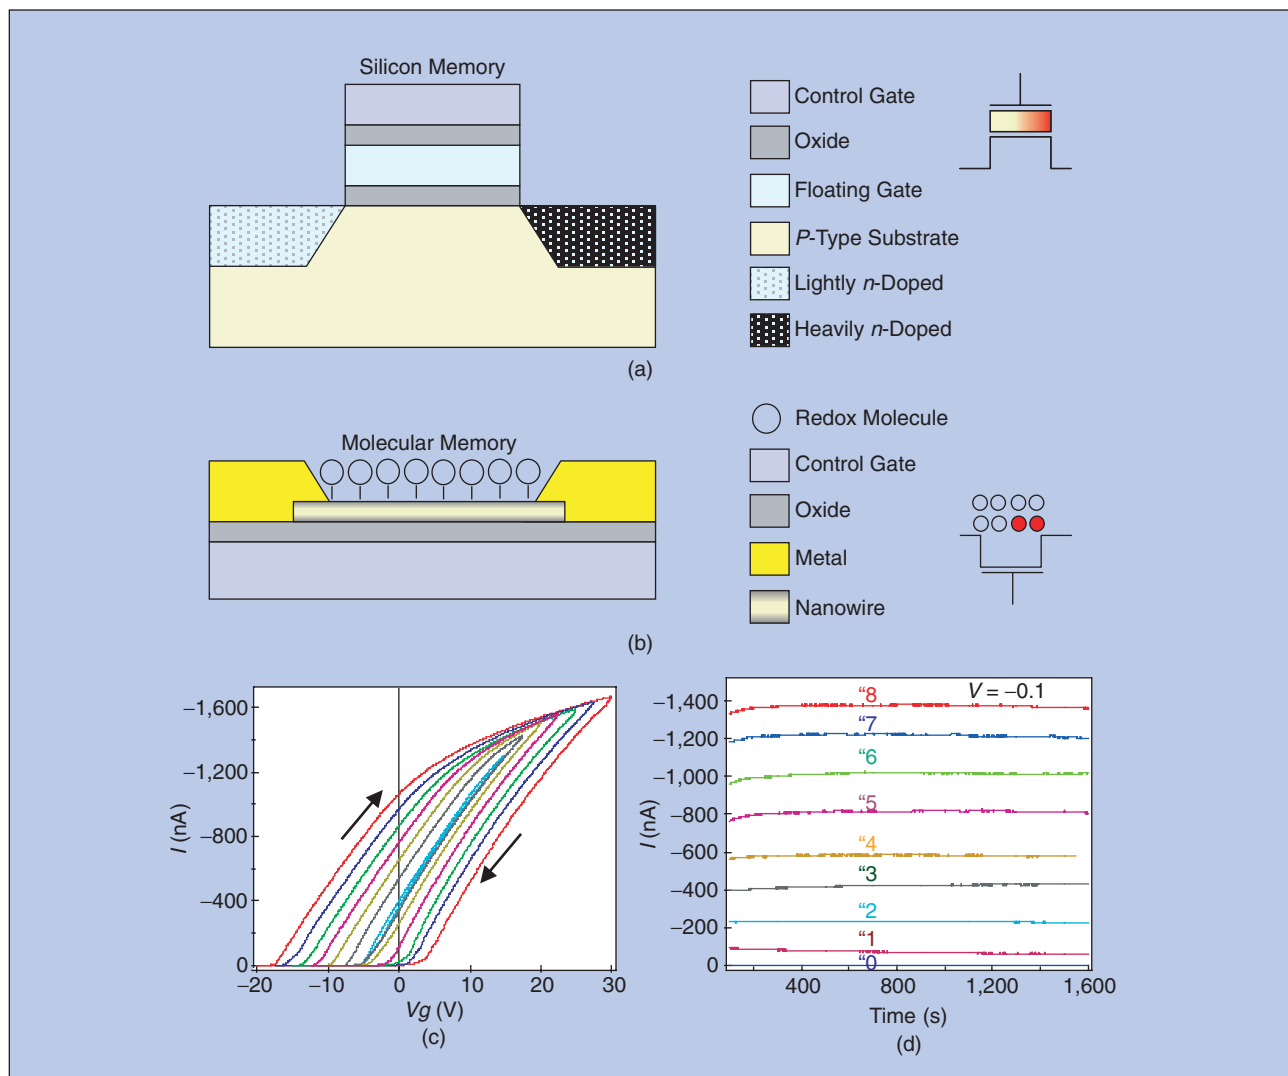 Silicon Memory
Control Gate
Oxide
Floating Gate
P-Type Substrate
Lightly n-Doped
Heavily n-Doped
(a)
Molecular Memory
Redox Molecule
Control Gate
Oxide
Metal
Nanowire
(b)
I (nA)
–1,600
–1,200
–800
–400
0
–20 –10 0 10 20 30
Vg (V)
(c)
V = –0.1
I (nA)
–1,400
–1,200
–1,000
–800
–600
–400
–200
0
“8
“7
“6
“5
“4
“3
“2
“1
“0
400 800 1,200 1,600
Time (s)
(d)